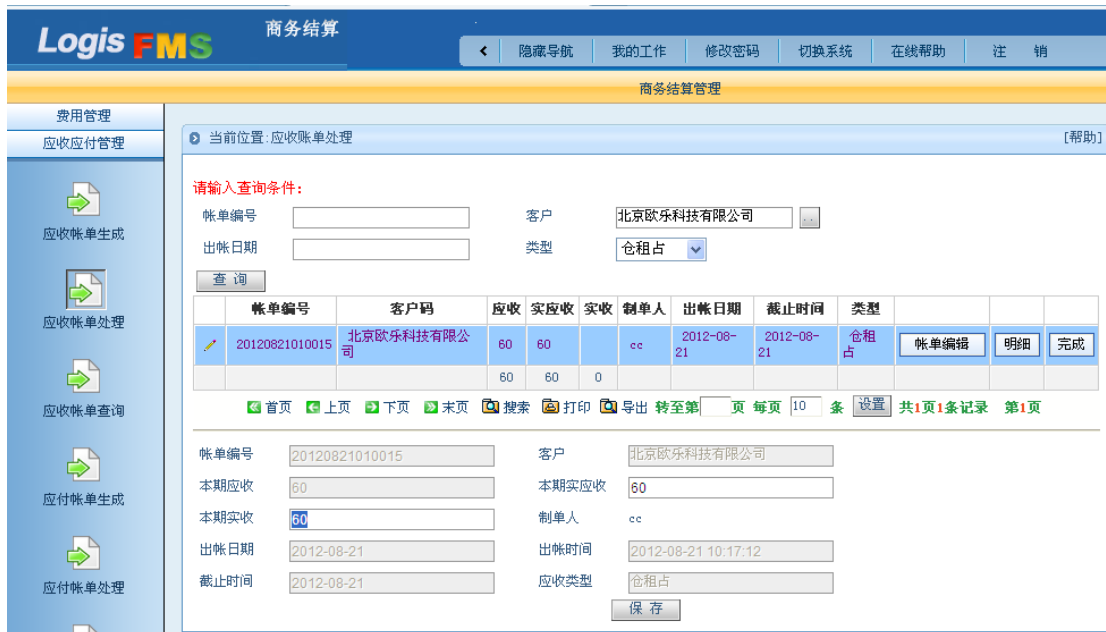 Logis FMS 商务结算
隐藏导航 我的工作 修改密码 切换系统 在线帮助 注 销
商务结算管理
费用管理
应收应付管理
应收帐单生成
应收帐单处理
应收帐单查询
应付帐单生成
应付帐单处理
当前位置:应收账单处理 [帮助]
请输入查询条件:
帐单编号 客户 北京欧乐科技有限公司 ..
出帐日期 类型 仓租占
查 询
帐单编号 客户码 应收 实应收 实收 制单人 出帐日期 截止时间 类型
20120821010015 北京欧乐科技有限公司 60 60 cc 2012-08-21 2012-08-21 仓租占 帐单编辑 明细 完成
60 60 0
首页 上页 下页 末页 搜索 打印 导出 转至第 页 每页 10 条 设置 共1页1条记录 第1页
帐单编号 20120821010015 客户 北京欧乐科技有限公司
本期应收 60 本期实应收 60
本期实收 60 制单人 cc
出帐日期 2012-08-21 出帐时间 2012-08-21 10:17:12
截止时间 2012-08-21 应收类型 仓租占
保 存